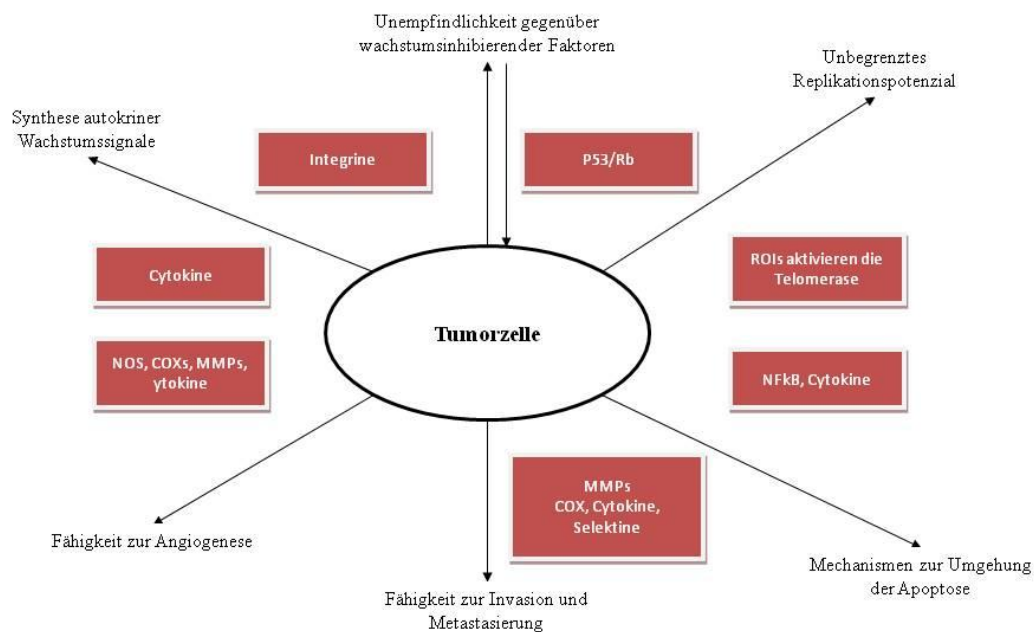 Unempfindlichkeit gegenüber
wachstumsinhibierender Faktoren
Unbegrenztes
Replikationspotenzial
Synthese autokriner
Wachstumssignale
Integrine
P53/Rb
Cytokine
ROIs aktivieren die
Telomerase
Tumorzelle
NOS, COXs, MMPs,
ytokine
NFkB, Cytokine
MMPs
COX, Cytokine,
Selektine
Fähigkeit zur Angiogenese
Mechanismen zur Umgehung
der Apoptose
Fähigkeit zur Invasion und
Metastasierung